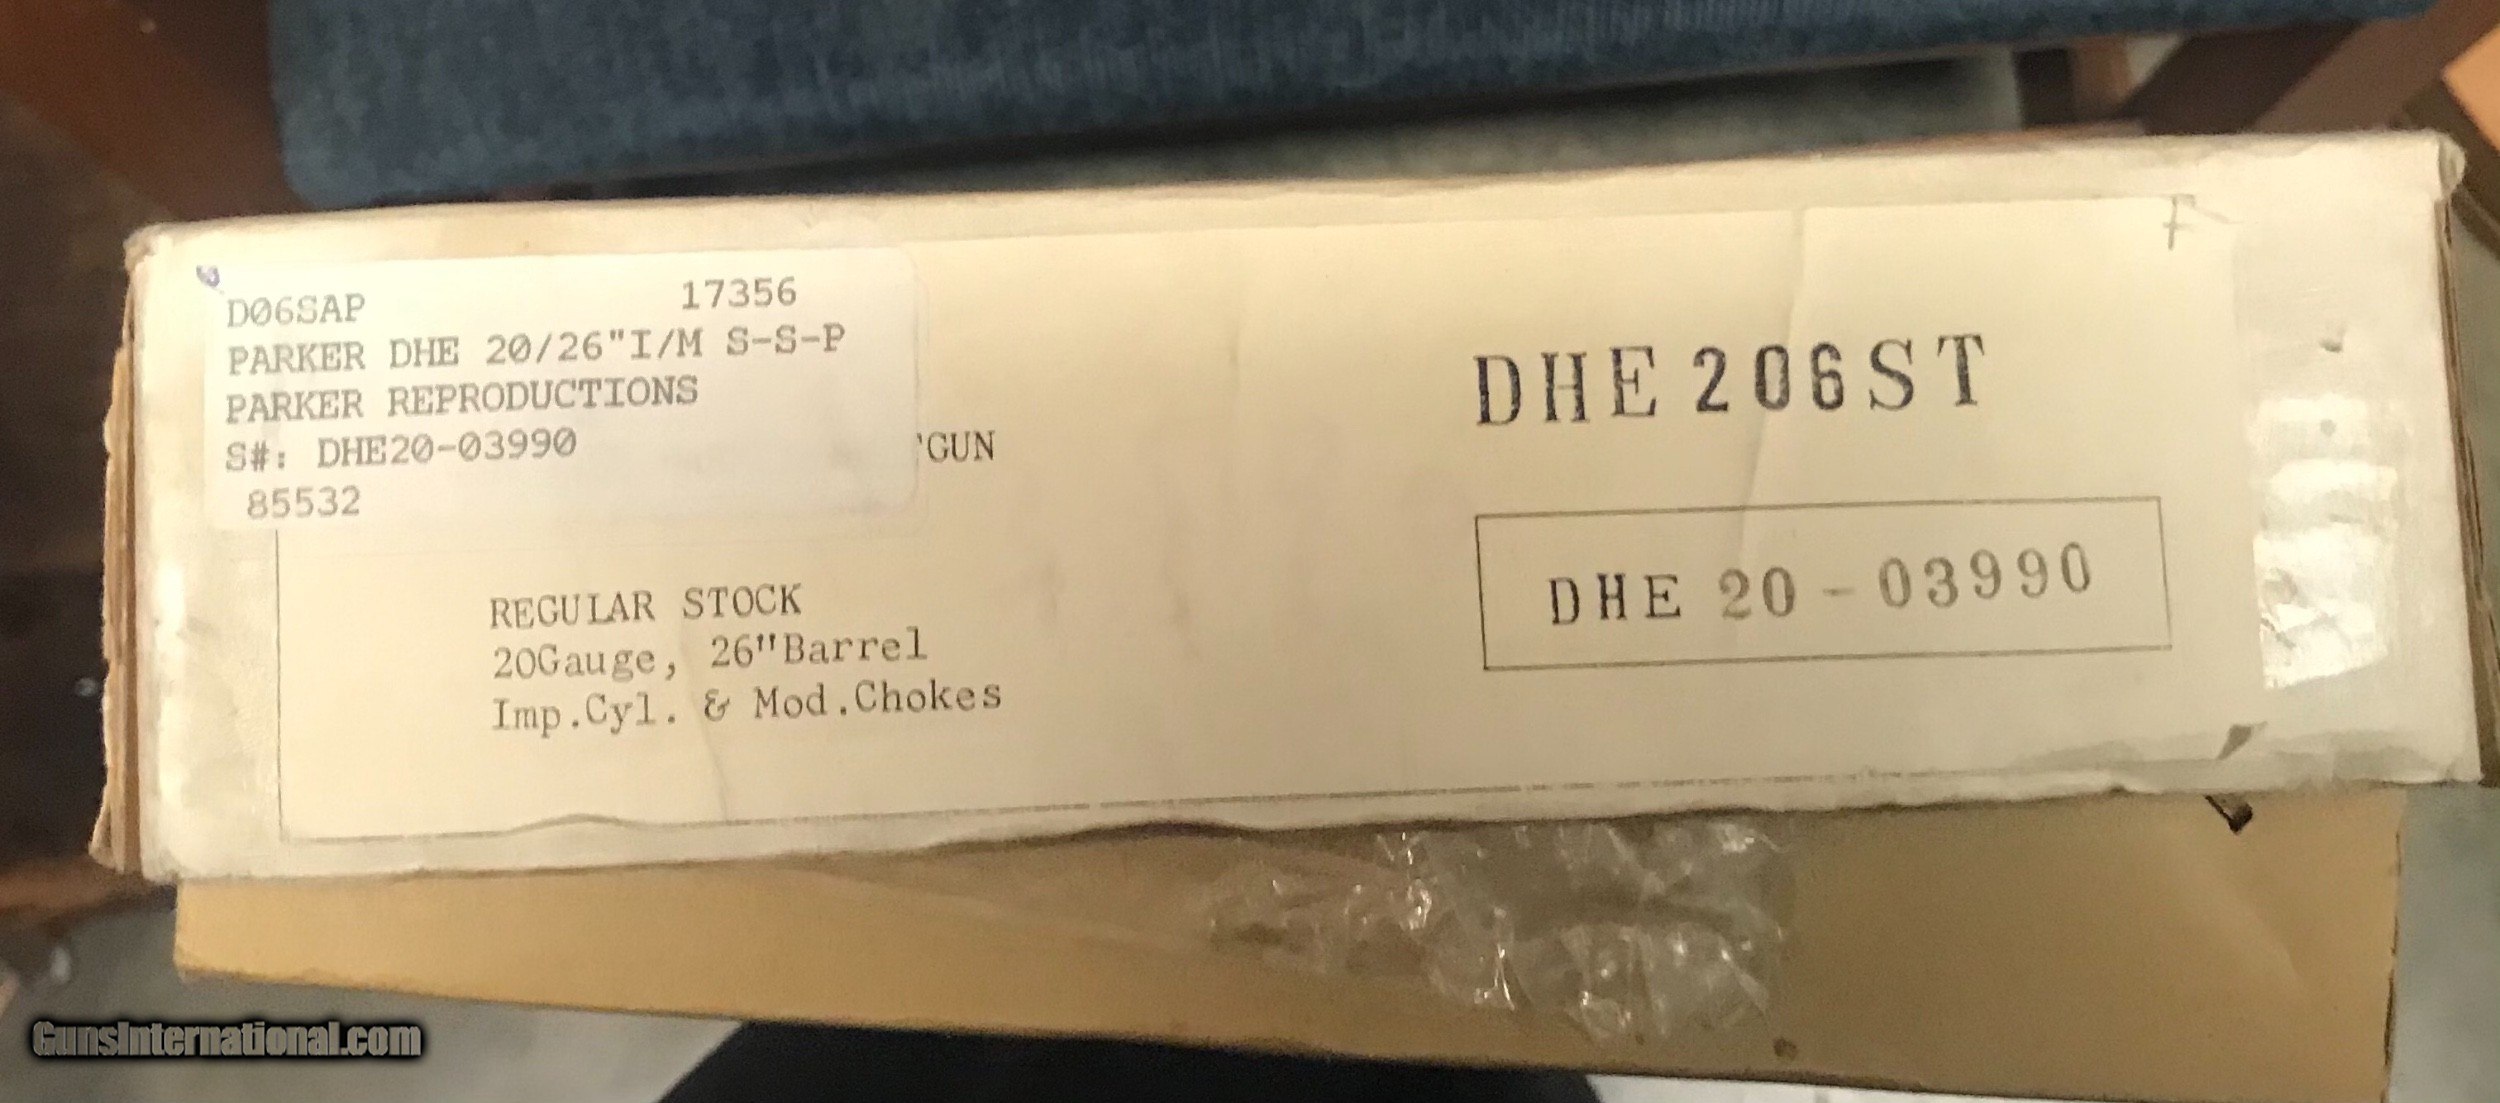 D06SAP 17356
PARKER DHE 20/26"I/M S-S-P
PARKER REPRODUCTIONS
S#: DHE20-03990
85532
'GUN
REGULAR STOCK
20Gauge, 26"Barrel
Imp.Cyl. & Mod.Chokes
F
DHE 206ST
DHE 20-03990
GunsInternational.com